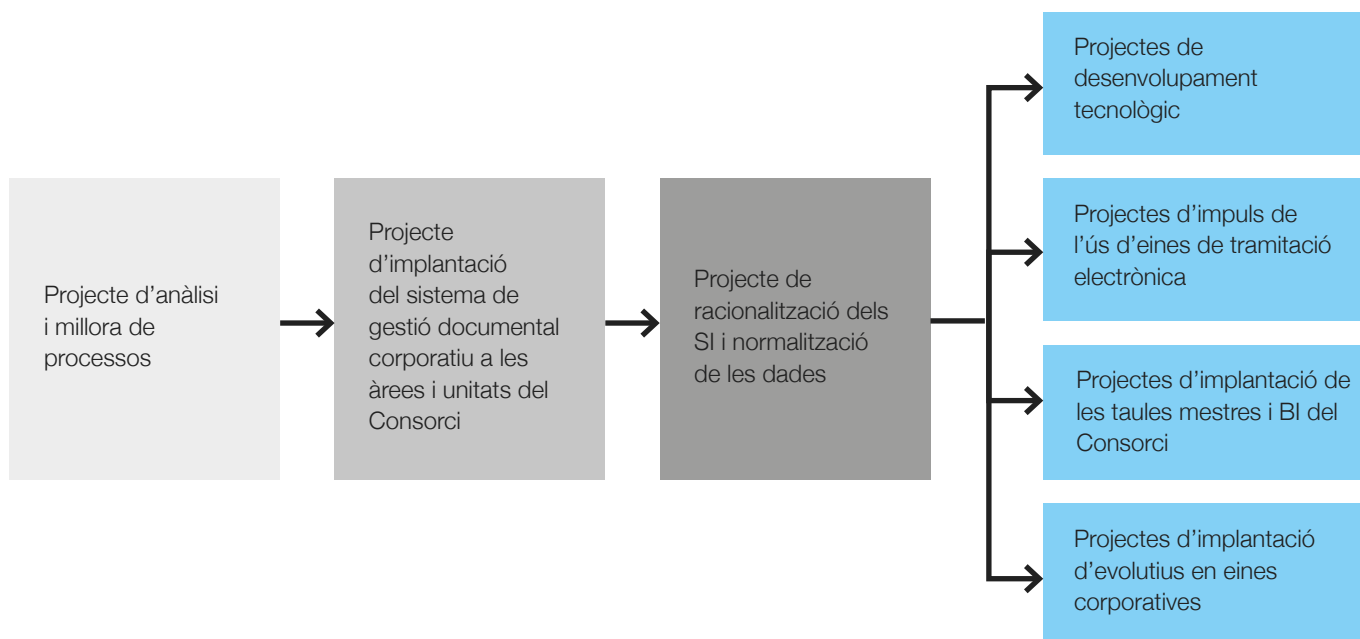 Projecte d’anàlisi
i millora de
processos
Projecte
d’implantació
del sistema de
gestió documental
corporatiu a les
àrees i unitats del
Consorci
Projecte de
racionalització dels
SI i normalització
de les dades
Projectes de
desenvolupament
tecnològic
Projectes d’impuls de
l’ús d’eines de tramitació
electrònica
Projectes d’implantació de
les taules mestres i BI del
Consorci
Projectes d’implantació
d’evolutius en eines
corporatives